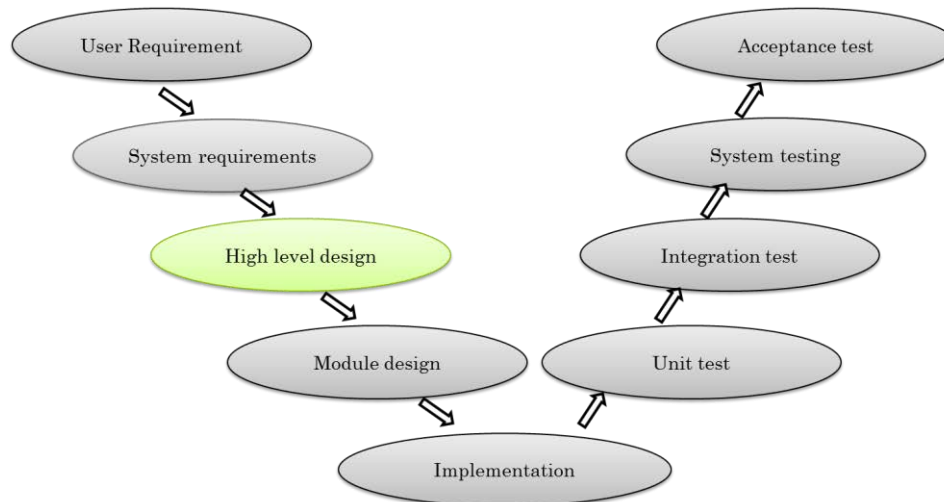 User Requirement
Acceptance test
System requirements
System testing
High level design
Integration test
Module design
Unit test
Implementation